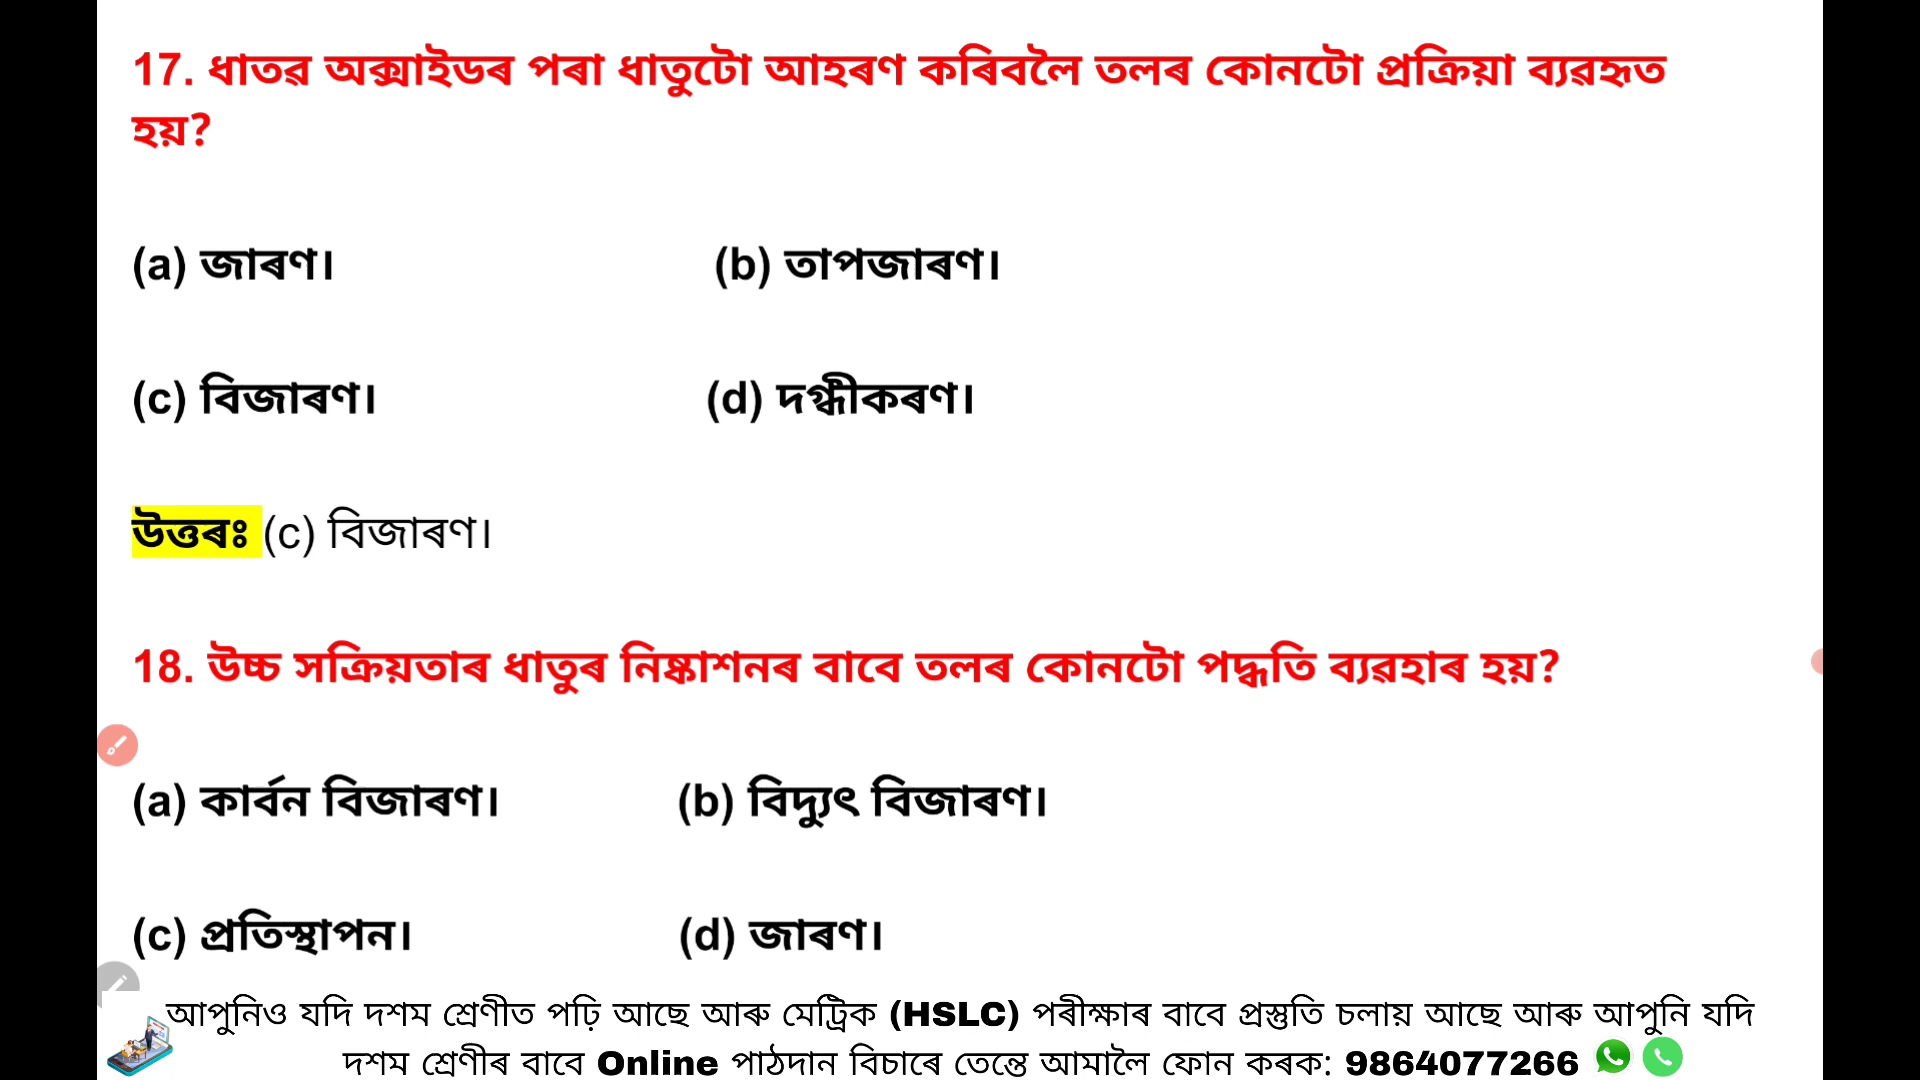 17. ধাতৱ অক্সাইডৰ পৰা ধাতুটো আহৰণ কৰিবলৈ তলৰ কোনটো প্ৰক্ৰিয়া ব্যৱহৃত
হয়?
(a) জাৰণ। (b) তাপজাৰণ।
(c) বিজাৰণ। (d) দগ্ধীকৰণ।
উত্তৰঃ (c) বিজাৰণ।
18. উচ্চ সক্ৰিয়তাৰ ধাতুৰ নিষ্কাশনৰ বাবে তলৰ কোনটো পদ্ধতি ব্যৱহাৰ হয়?
(a) কাৰ্বন বিজাৰণ। (b) বিদ্যুৎ বিজাৰণ।
(c) প্ৰতিস্থাপন। (d) জাৰণ।
আপুনিও যদি দশম শ্ৰেণীত পঢ়ি আছে আৰু মেট্ৰিক (HSLC) পৰীক্ষাৰ বাবে প্ৰস্তুতি চলায় আছে আৰু আপুনি যদি
দশম শ্ৰেণীৰ বাবে Online পাঠদান বিচাৰে তেন্তে আমালৈ ফোন কৰক: 9864077266